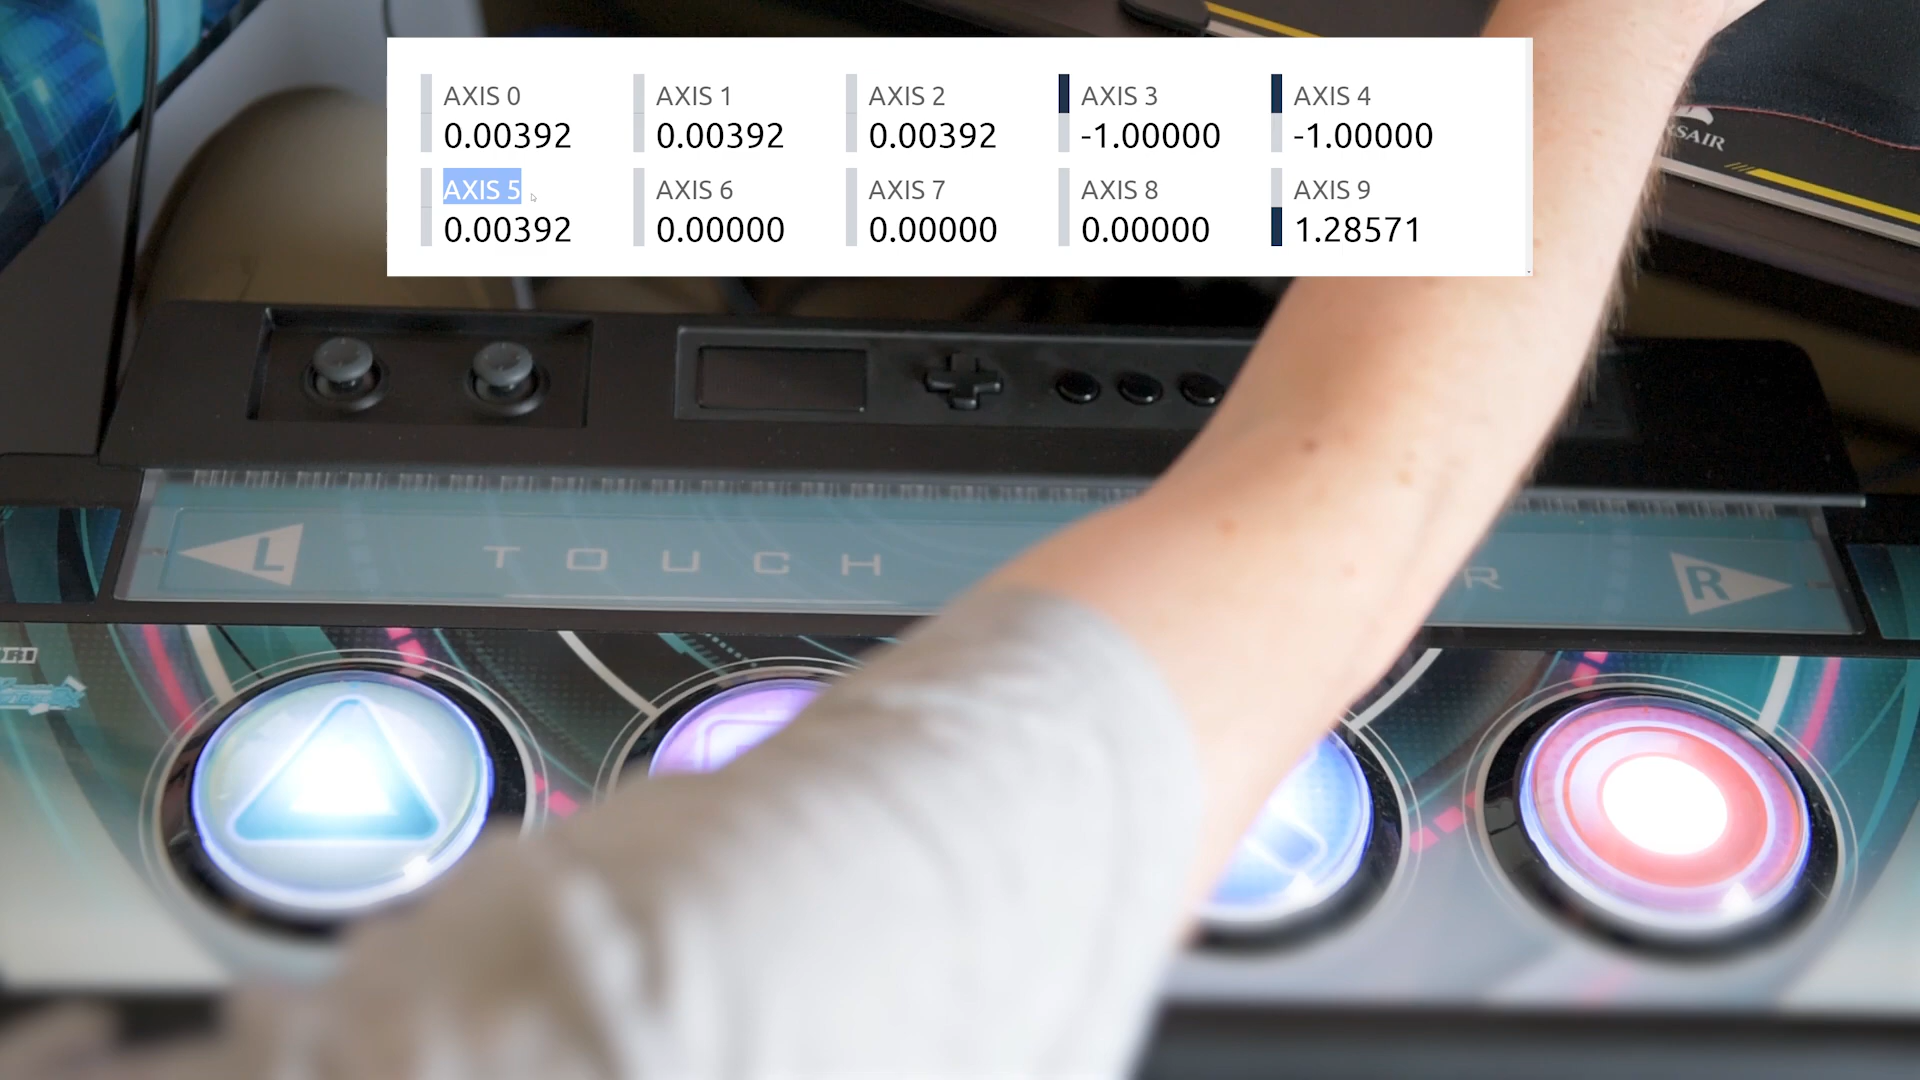 AXIS 0 AXIS 1 AXIS 2 AXIS 3 AXIS 4
0.00392 0.00392 0.00392 -1.00000 -1.00000
AXIS 5 AXIS 6 AXIS 7 AXIS 8 AXIS 9
0.00392 0.00000 0.00000 0.00000 1.28571
SAIR
L TOUCH R R